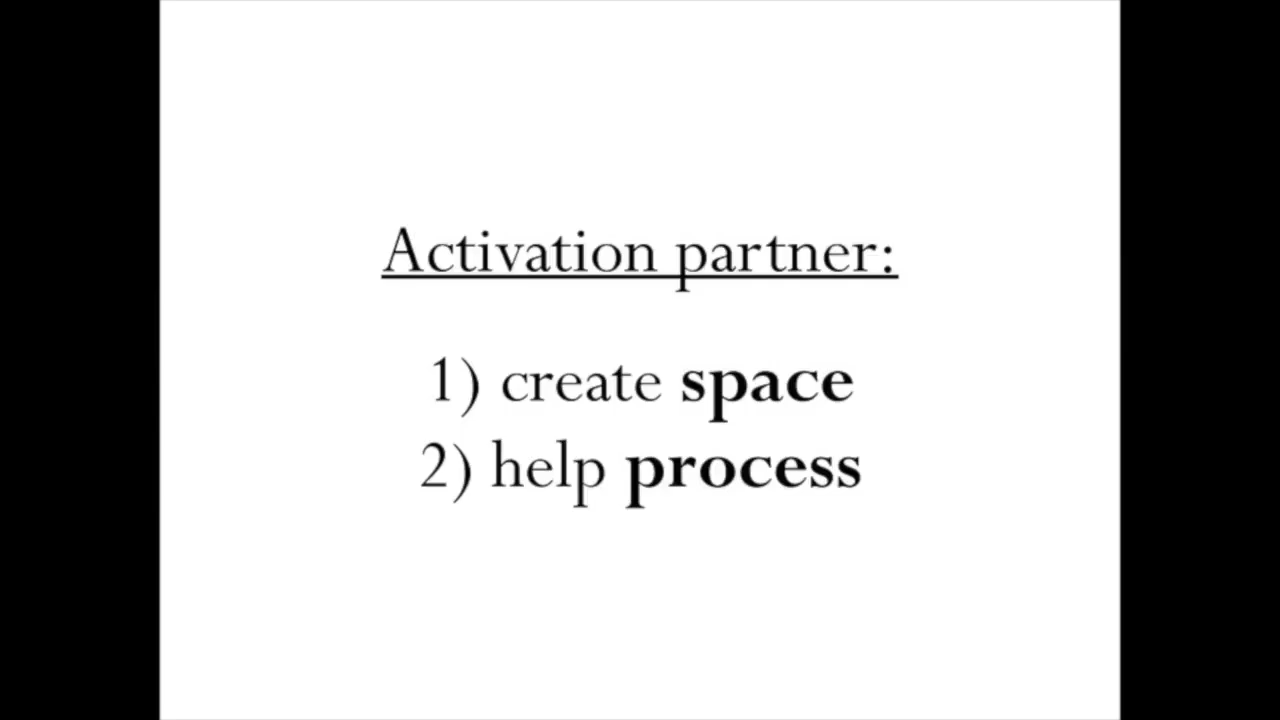 Activation partner:
1) create space
2) help process